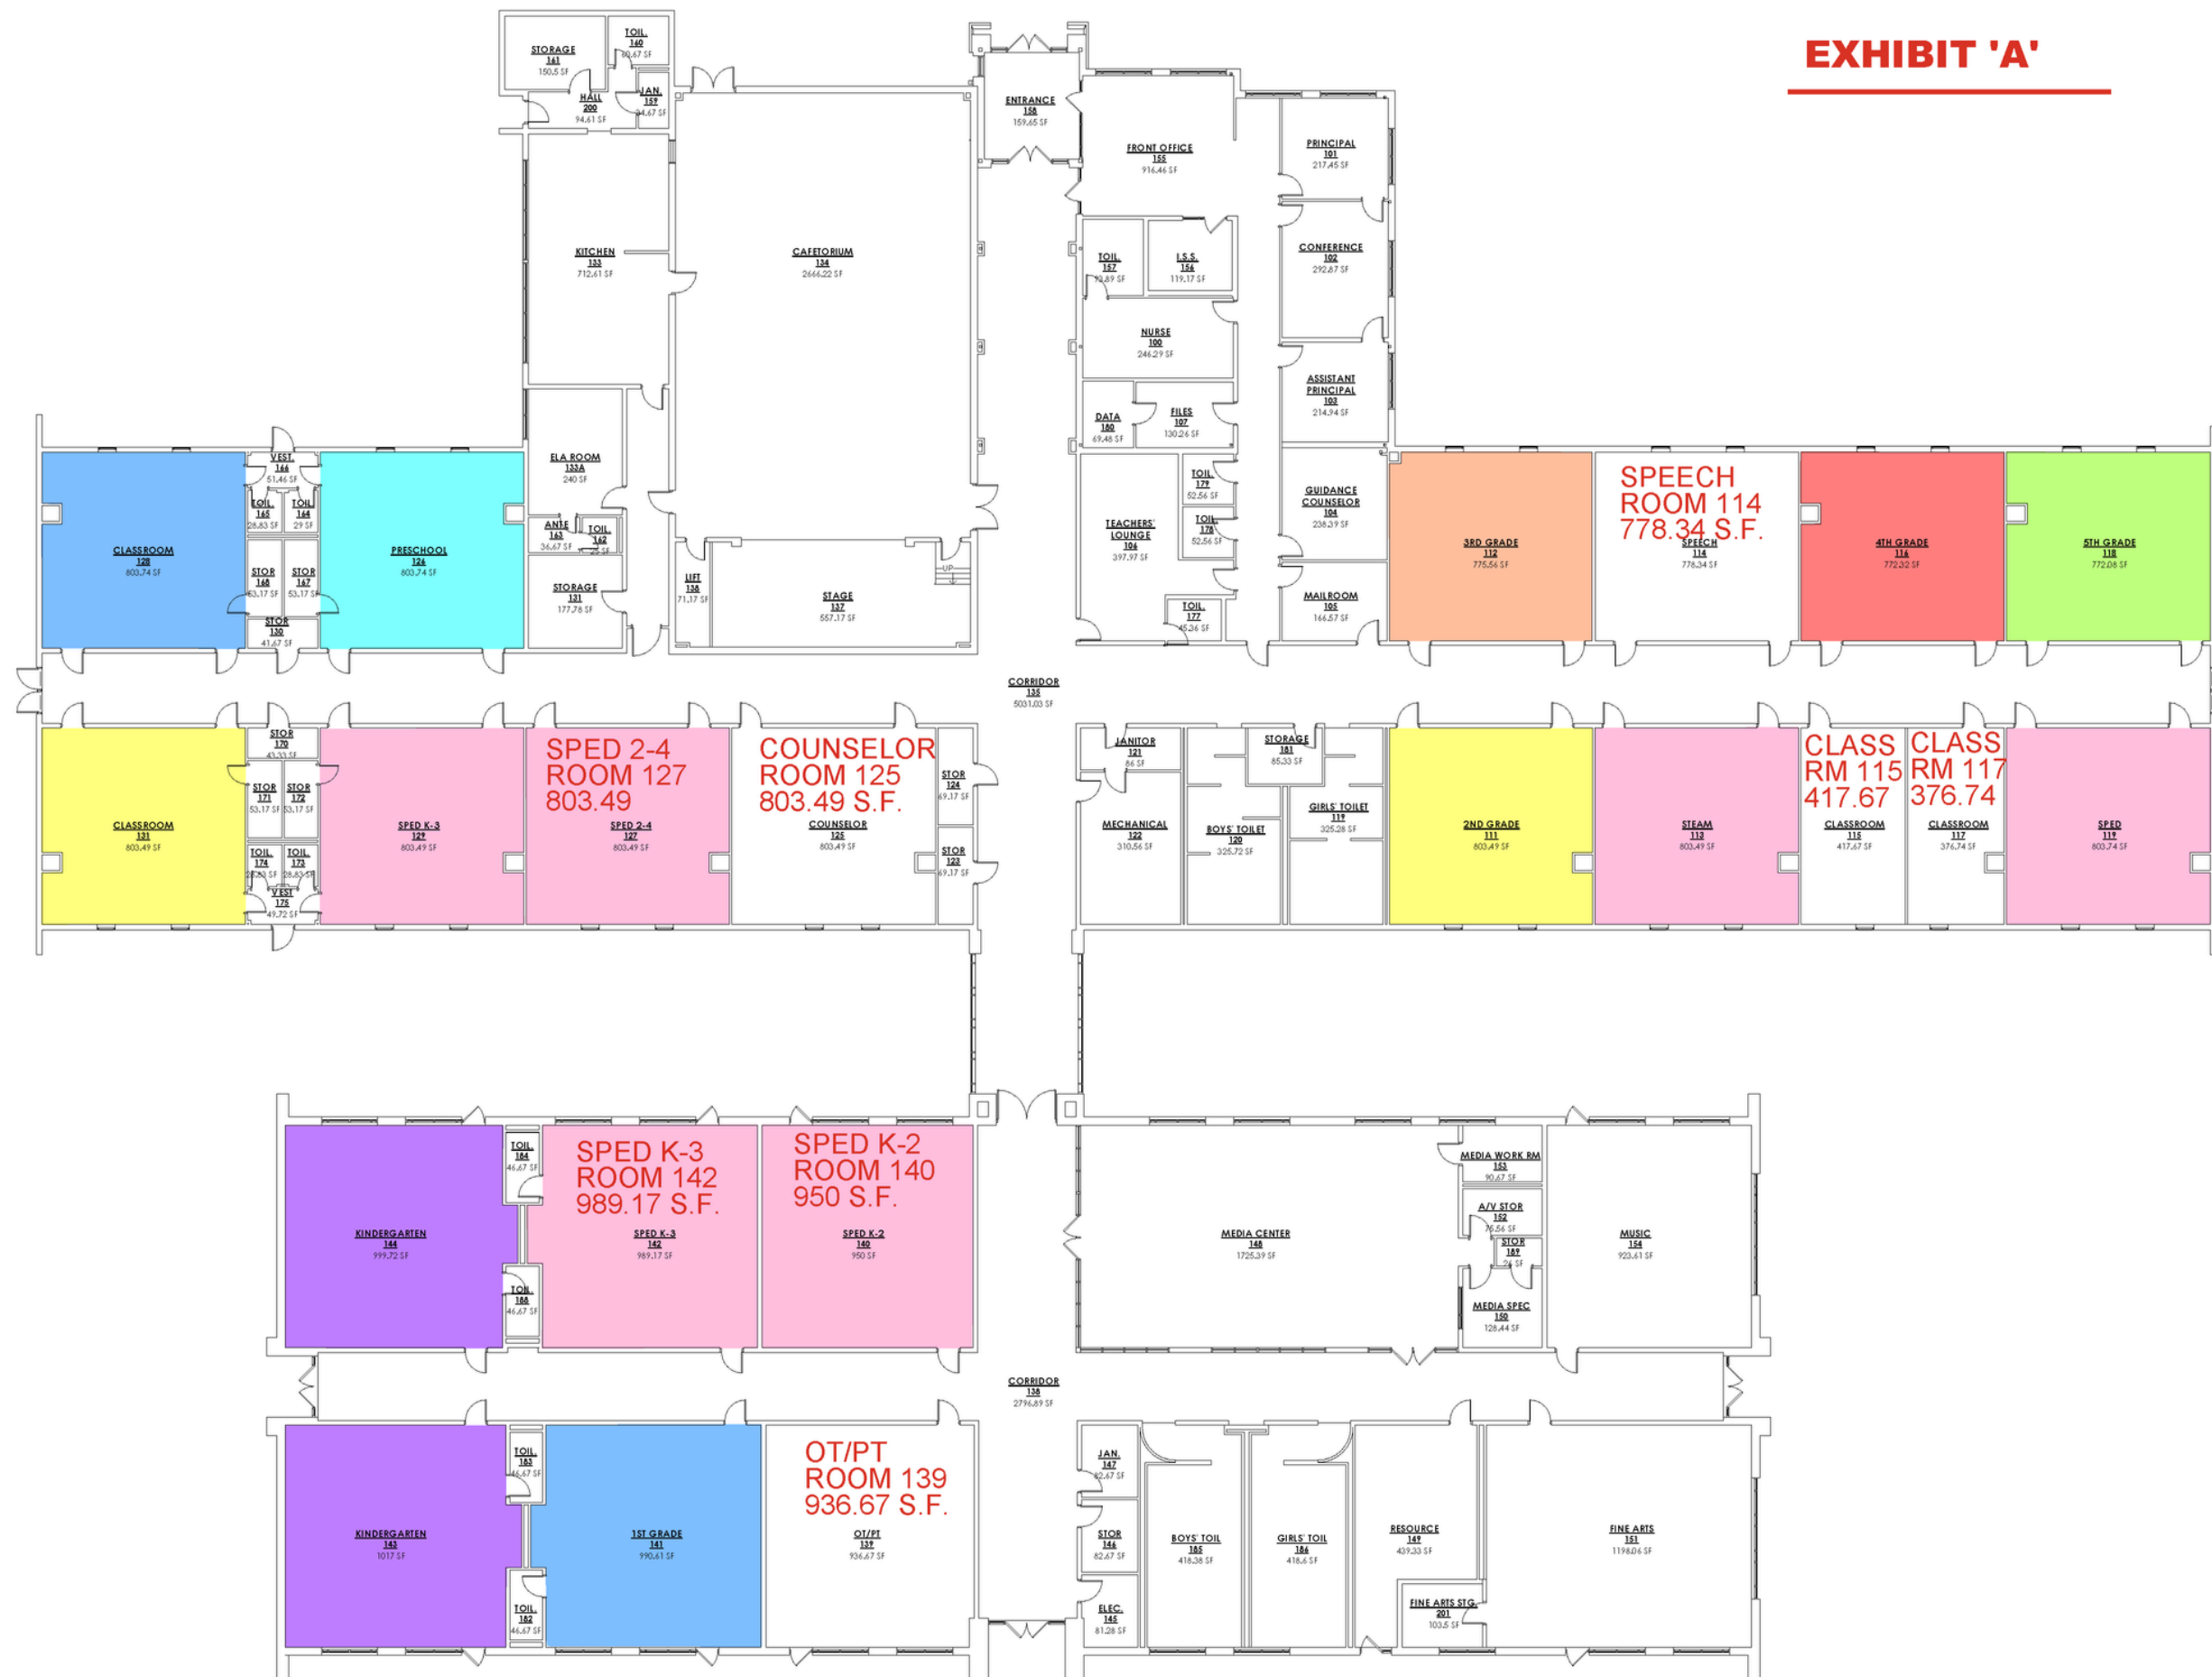 EXHIBIT 'A'
STORAGE
161
150.5 SF
TOIL.
160
60.67 SF
HALL
200
94.61 SF
JAN.
159
34.67 SF
ENTRANCE
158
159.65 SF
FRONT OFFICE
155
916.46 SF
PRINCIPAL
101
217.45 SF
KITCHEN
133
712.61 SF
CAFETORIUM
134
2666.22 SF
TOIL.
157
I.S.S.
156
119.17 SF
CONFERENCE
102
292.87 SF
NURSE
100
246.29 SF
ASSISTANT
PRINCIPAL
103
214.94 SF
DATA
180
69.48 SF
FILES
107
130.26 SF
ELA ROOM
133A
240 SF
ANTE
163
36.67 SF
TOIL.
162
STORAGE
131
177.78 SF
LIFT
136
71.17 SF
STAGE
137
557.17 SF
UP
TEACHERS'
LOUNGE
106
397.97 SF
TOIL.
179
52.56 SF
TOIL.
178
52.56 SF
TOIL.
177
45.36 SF
GUIDANCE
COUNSELOR
104
238.39 SF
MAILROOM
105
166.57 SF
CLASSROOM
128
803.74 SF
VEST.
166
51.46 SF
TOIL.
165
28.83 SF
TOIL.
164
29 SF
STOR
168
53.17 SF
STOR
167
53.17 SF
STOR
130
41.67 SF
PRESCHOOL
126
803.74 SF
3RD GRADE
112
775.56 SF
SPEECH
ROOM 114
778.34 S.F.
SPEECH
114
778.34 SF
4TH GRADE
116
772.32 SF
5TH GRADE
118
772.08 SF
CORRIDOR
135
5031.03 SF
CLASSROOM
131
803.49 SF
STOR
170
43.33 SF
STOR
171
53.17 SF
STOR
172
53.17 SF
TOIL.
174
28.83 SF
TOIL.
173
28.83 SF
VEST
175
49.72 SF
SPED K-3
129
803.49 SF
SPED 2-4
ROOM 127
803.49
SPED 2-4
127
803.49 SF
COUNSELOR
ROOM 125
803.49 S.F.
COUNSELOR
125
803.49 SF
STOR
124
69.17 SF
STOR
123
69.17 SF
JANITOR
121
86 SF
MECHANICAL
122
310.56 SF
STORAGE
181
85.33 SF
BOYS' TOILET
120
325.72 SF
GIRLS' TOILET
119
325.28 SF
2ND GRADE
111
803.49 SF
STEAM
113
803.49 SF
CLASS
RM 115
417.67
CLASSROOM
115
417.67 SF
CLASS
RM 117
376.74
CLASSROOM
117
376.74 SF
SPED
119
803.74 SF
KINDERGARTEN
144
999.72 SF
TOIL.
184
46.67 SF
TOIL.
188
46.67 SF
SPED K-3
ROOM 142
989.17 S.F.
SPED K-3
142
989.17 SF
SPED K-2
ROOM 140
950 S.F.
SPED K-2
140
950 SF
MEDIA CENTER
148
1725.39 SF
MEDIA WORK RM
153
90.67 SF
A/V STOR
152
75.56 SF
STOR
189
MEDIA SPEC
150
128.44 SF
MUSIC
154
923.61 SF
CORRIDOR
138
2796.89 SF
KINDERGARTEN
143
1017 SF
TOIL.
183
46.67 SF
TOIL.
182
46.67 SF
1ST GRADE
141
990.61 SF
OT/PT
ROOM 139
936.67 S.F.
OT/PT
139
936.67 SF
JAN.
147
82.67 SF
STOR
146
82.67 SF
ELEC.
145
81.28 SF
BOYS' TOIL
185
418.38 SF
GIRLS' TOIL
186
418.6 SF
RESOURCE
149
439.33 SF
FINE ARTS STG.
201
103.5 SF
FINE ARTS
151
1198.06 SF